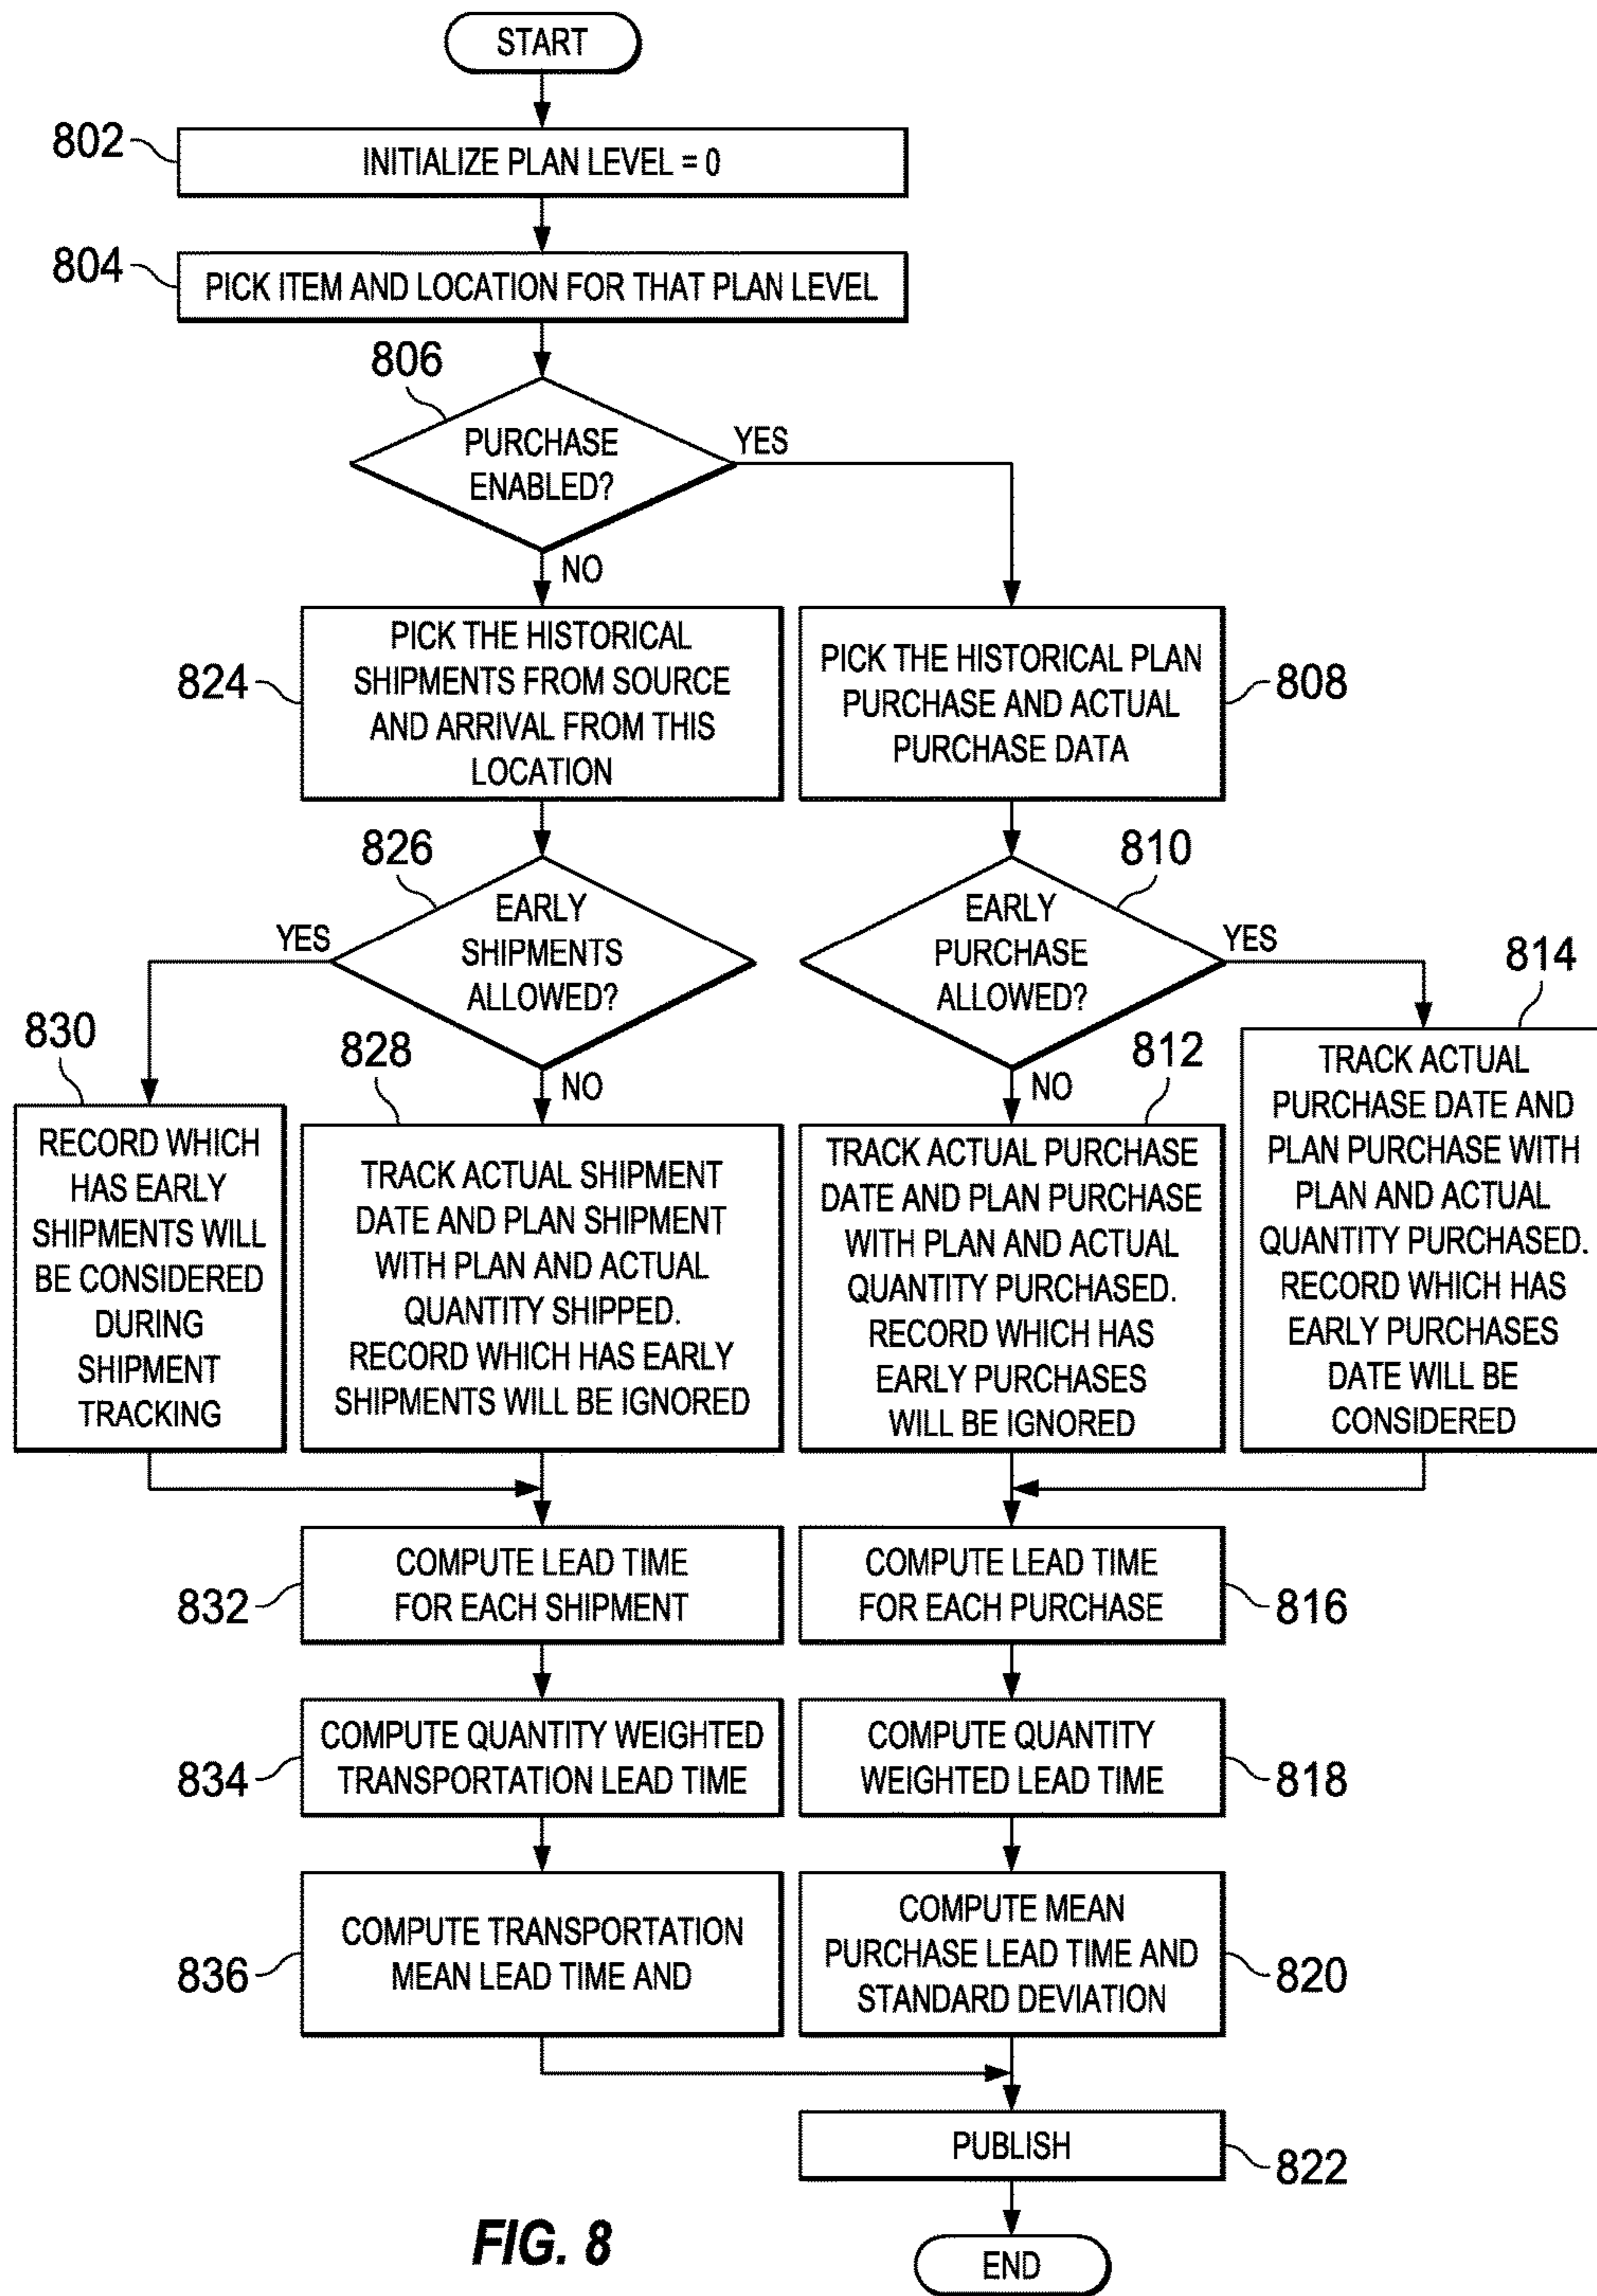 START
802
INITIALIZE PLAN LEVEL = 0
804
PICK ITEM AND LOCATION FOR THAT PLAN LEVEL
806
PURCHASE
ENABLED?
YES
NO
824
PICK THE HISTORICAL
SHIPMENTS FROM SOURCE
AND ARRIVAL FROM THIS
LOCATION
PICK THE HISTORICAL PLAN
PURCHASE AND ACTUAL
PURCHASE DATA
808
826
EARLY
SHIPMENTS
ALLOWED?
YES
NO
810
EARLY
PURCHASE
ALLOWED?
YES
NO
830
RECORD WHICH
HAS EARLY
SHIPMENTS WILL
BE CONSIDERED
DURING
SHIPMENT
TRACKING
828
TRACK ACTUAL SHIPMENT
DATE AND PLAN SHIPMENT
WITH PLAN AND ACTUAL
QUANTITY SHIPPED.
RECORD WHICH HAS EARLY
SHIPMENTS WILL BE IGNORED
812
TRACK ACTUAL PURCHASE
DATE AND PLAN PURCHASE
WITH PLAN AND ACTUAL
QUANTITY PURCHASED.
RECORD WHICH HAS
EARLY PURCHASES
WILL BE IGNORED
814
TRACK ACTUAL
PURCHASE DATE AND
PLAN PURCHASE WITH
PLAN AND ACTUAL
QUANTITY PURCHASED.
RECORD WHICH HAS
EARLY PURCHASES
DATE WILL BE
CONSIDERED
832
COMPUTE LEAD TIME
FOR EACH SHIPMENT
COMPUTE LEAD TIME
FOR EACH PURCHASE
816
834
COMPUTE QUANTITY WEIGHTED
TRANSPORTATION LEAD TIME
COMPUTE QUANTITY
WEIGHTED LEAD TIME
818
836
COMPUTE TRANSPORTATION
MEAN LEAD TIME AND
COMPUTE MEAN
PURCHASE LEAD TIME AND
STANDARD DEVIATION
820
PUBLISH
822
FIG. 8
END